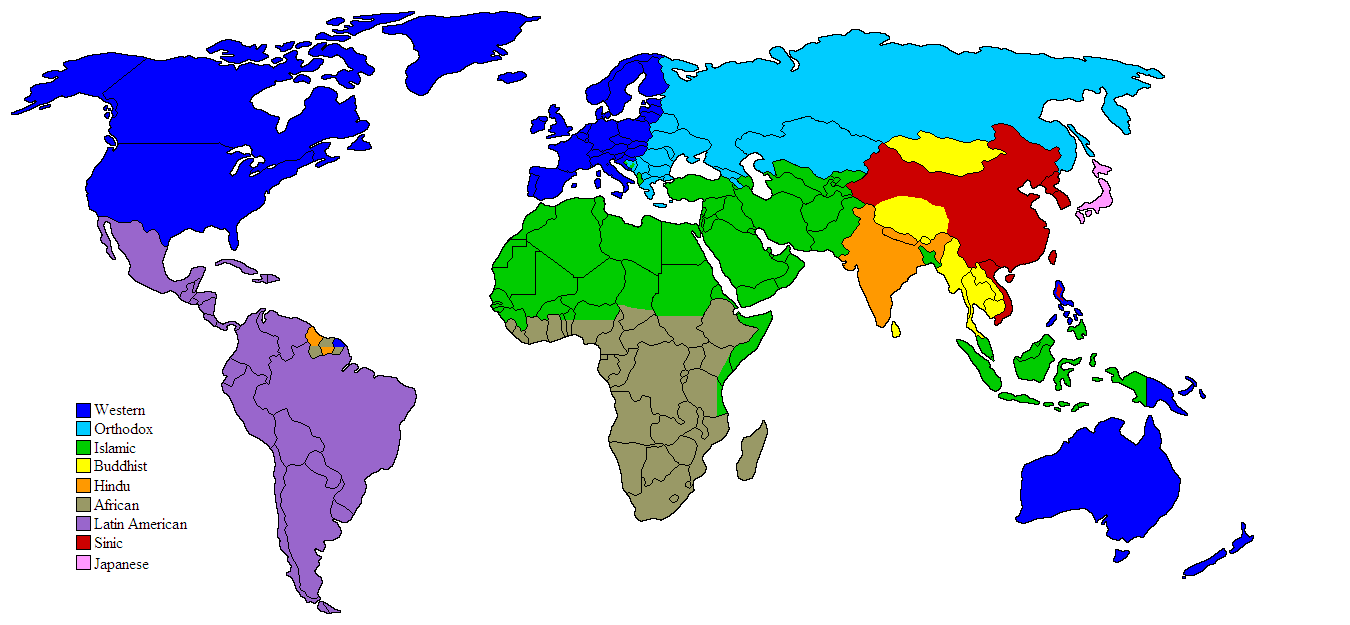 Western
Orthodox
Islamic
Buddhist
Hindu
African
Latin American
Sinic
Japanese